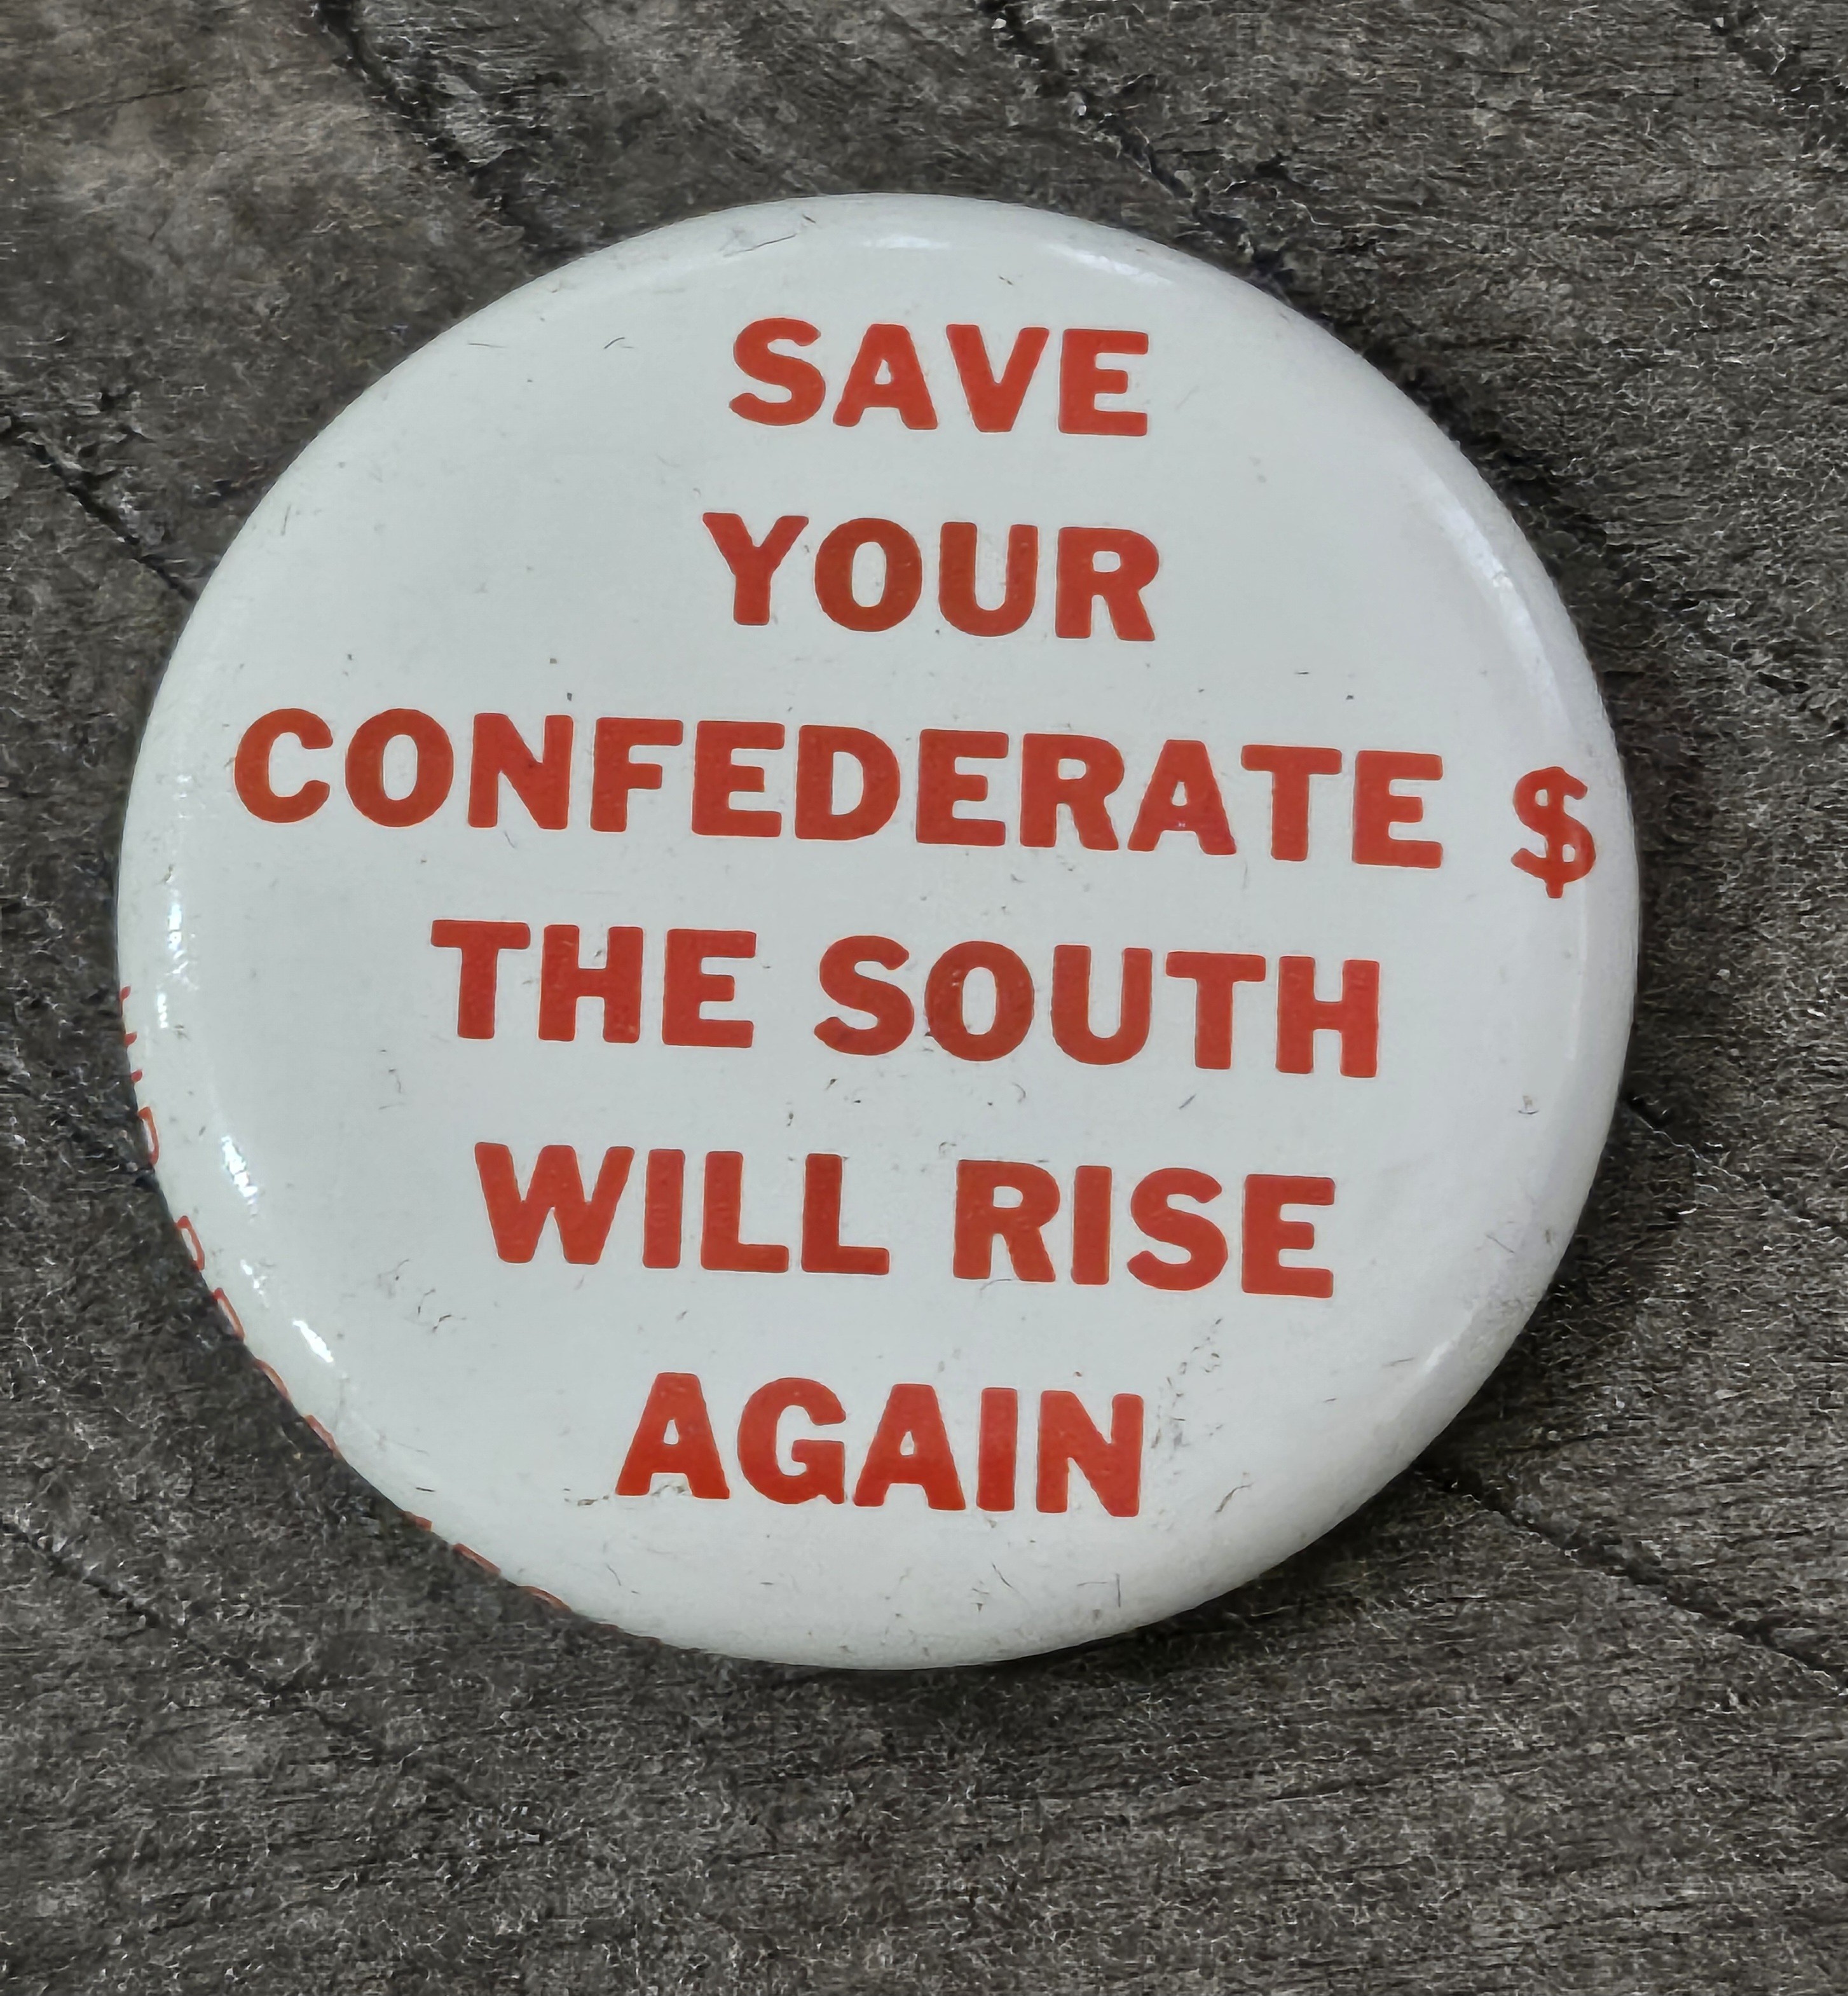 SAVE
YOUR
CONFEDERATE $
THE SOUTH
WILL RISE
AGAIN